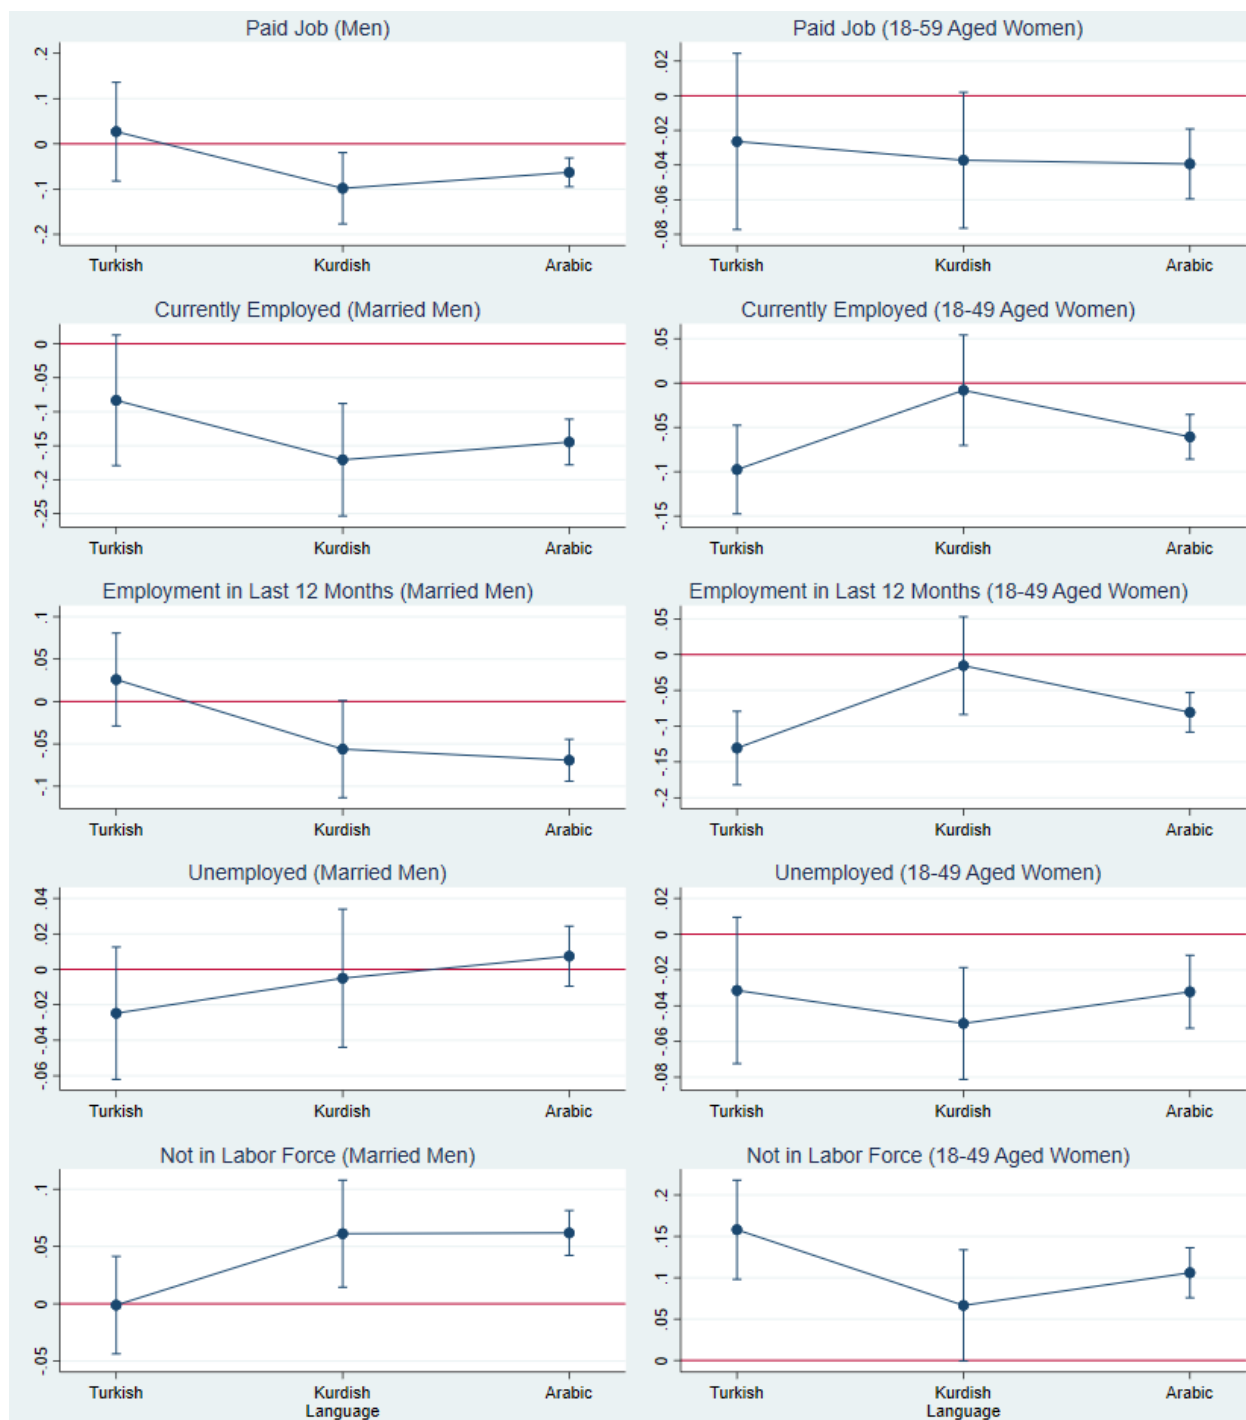 Paid Job (Men)
.2
.1
0
-.1
-.2
Turkish Kurdish Arabic
Paid Job (18-59 Aged Women)
.02
0
-.02
-.04
-.06
-.08
Turkish Kurdish Arabic
Currently Employed (Married Men)
0
-.05
-.1
-.15
-.2
-.25
Turkish Kurdish Arabic
Currently Employed (18-49 Aged Women)
.05
0
-.05
-.1
-.15
Turkish Kurdish Arabic
Employment in Last 12 Months (Married Men)
.1
.05
0
-.05
-.1
Turkish Kurdish Arabic
Employment in Last 12 Months (18-49 Aged Women)
.05
0
-.05
-.1
-.15
-.2
Turkish Kurdish Arabic
Unemployed (Married Men)
.04
.02
0
-.02
-.04
-.06
Turkish Kurdish Arabic
Unemployed (18-49 Aged Women)
.02
0
-.02
-.04
-.06
-.08
Turkish Kurdish Arabic
Not in Labor Force (Married Men)
.1
.05
0
-.05
Turkish Kurdish Arabic
Language
Not in Labor Force (18-49 Aged Women)
.2
.15
.1
.05
0
Turkish Kurdish Arabic
Language